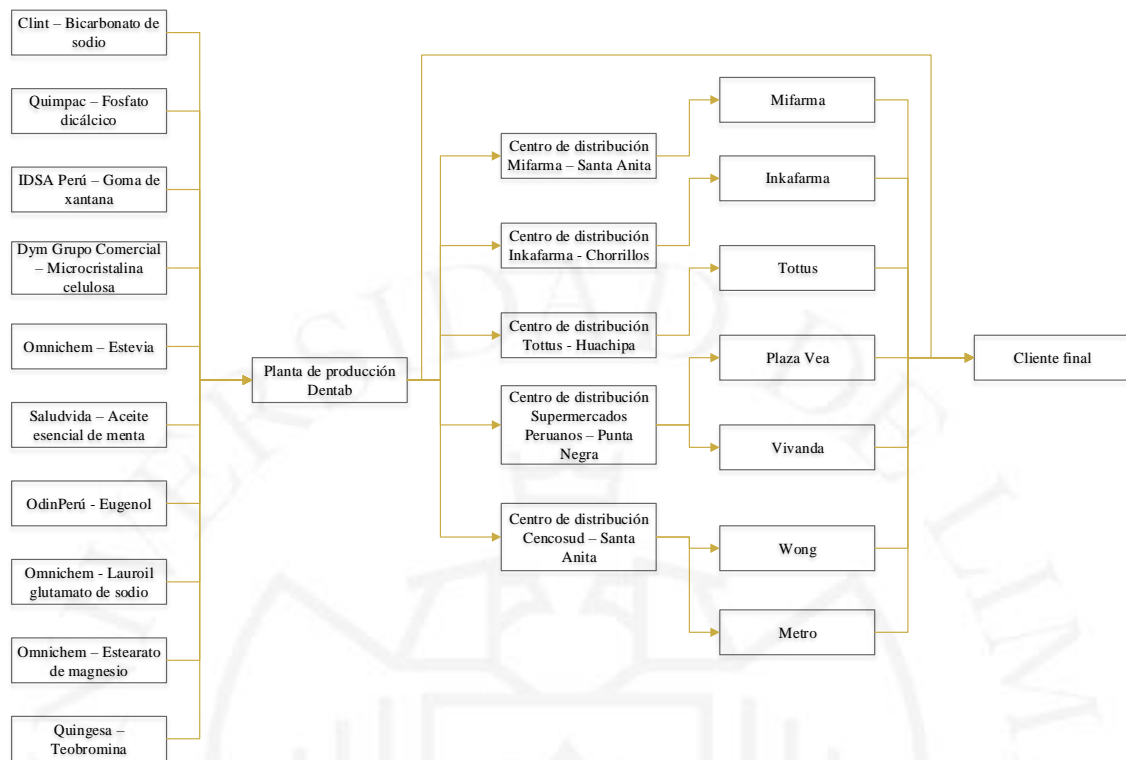 Clint – Bicarbonato de
sodio
Quimpac – Fosfato
dicálcico
IDSA Perú – Goma de
xantana
Dym Grupo Comercial
– Microcristalina
celulosa
Omnichem – Estevia
Saludvida – Aceite
esencial de menta
OdinPerú - Eugenol
Omnichem - Lauroil
glutamato de sodio
Omnichem – Estearato
de magnesio
Quingesa –
Teobromina
Planta de producción
Dentab
Centro de distribución
Mifarma – Santa Anita
Centro de distribución
Inkafarma - Chorrillos
Centro de distribución
Tottus - Huachipa
Centro de distribución
Supermercados
Peruanos – Punta
Negra
Centro de distribución
Cencosud – Santa
Anita
Mifarma
Inkafarma
Tottus
Plaza Vea
Vivanda
Wong
Metro
Cliente final
VERSIDAD DE LIM